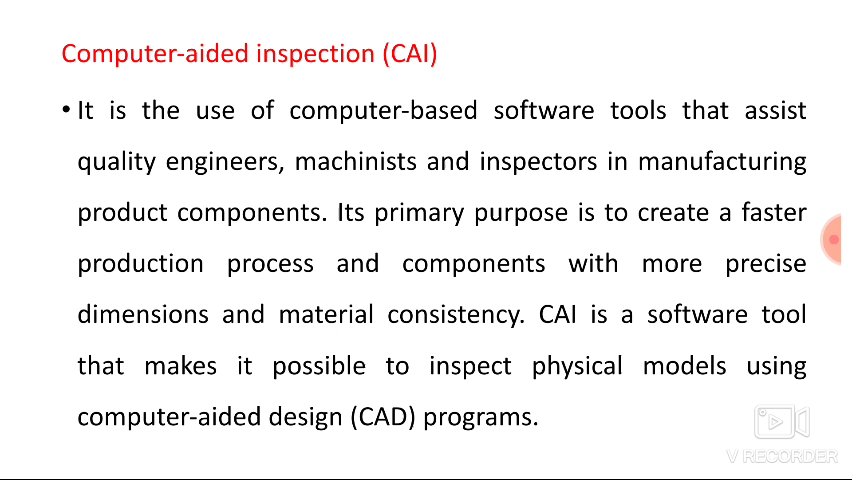 Computer-aided inspection (CAI)
• It is the use of computer-based software tools that assist
quality engineers, machinists and inspectors in manufacturing
product components. Its primary purpose is to create a faster
production process and components with more precise
dimensions and material consistency. CAI is a software tool
that makes it possible to inspect physical models using
computer-aided design (CAD) programs.
V RECORDER